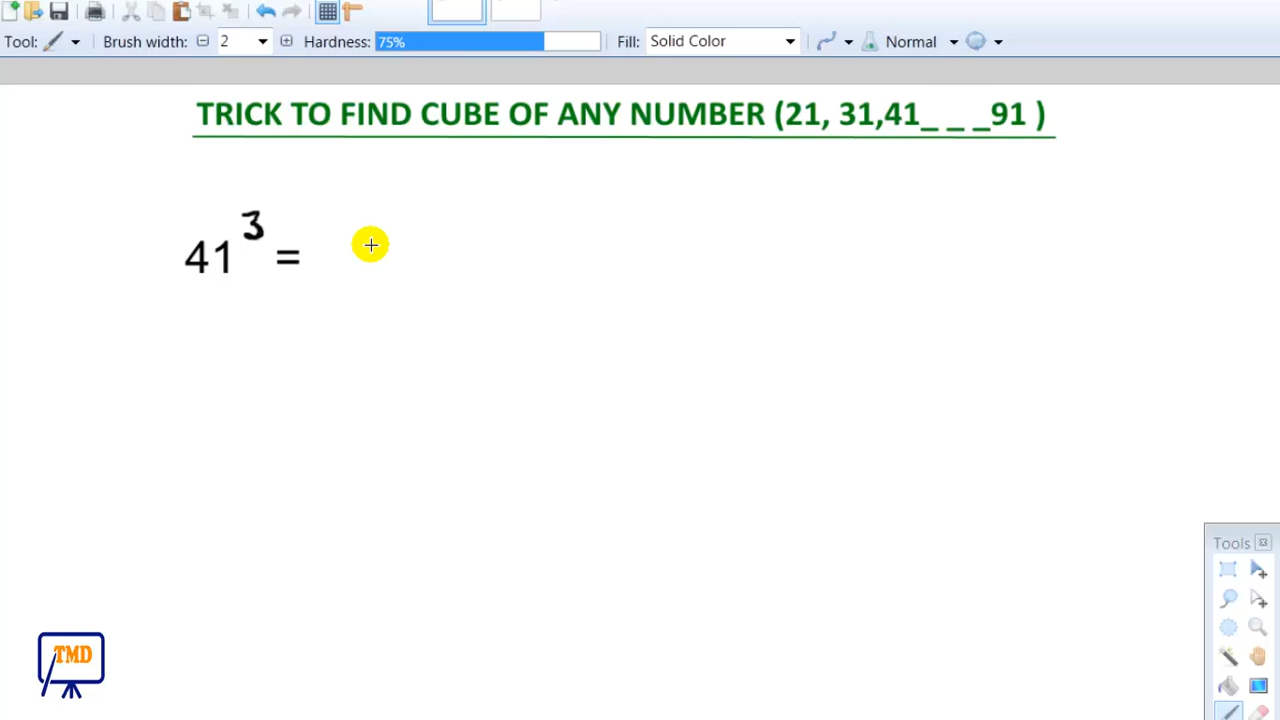 Tool: Brush width: 2 Hardness: 75% Fill: Solid Color Normal
TRICK TO FIND CUBE OF ANY NUMBER (21, 31,41_ _ _91 )
41³ =
Tools
TMD